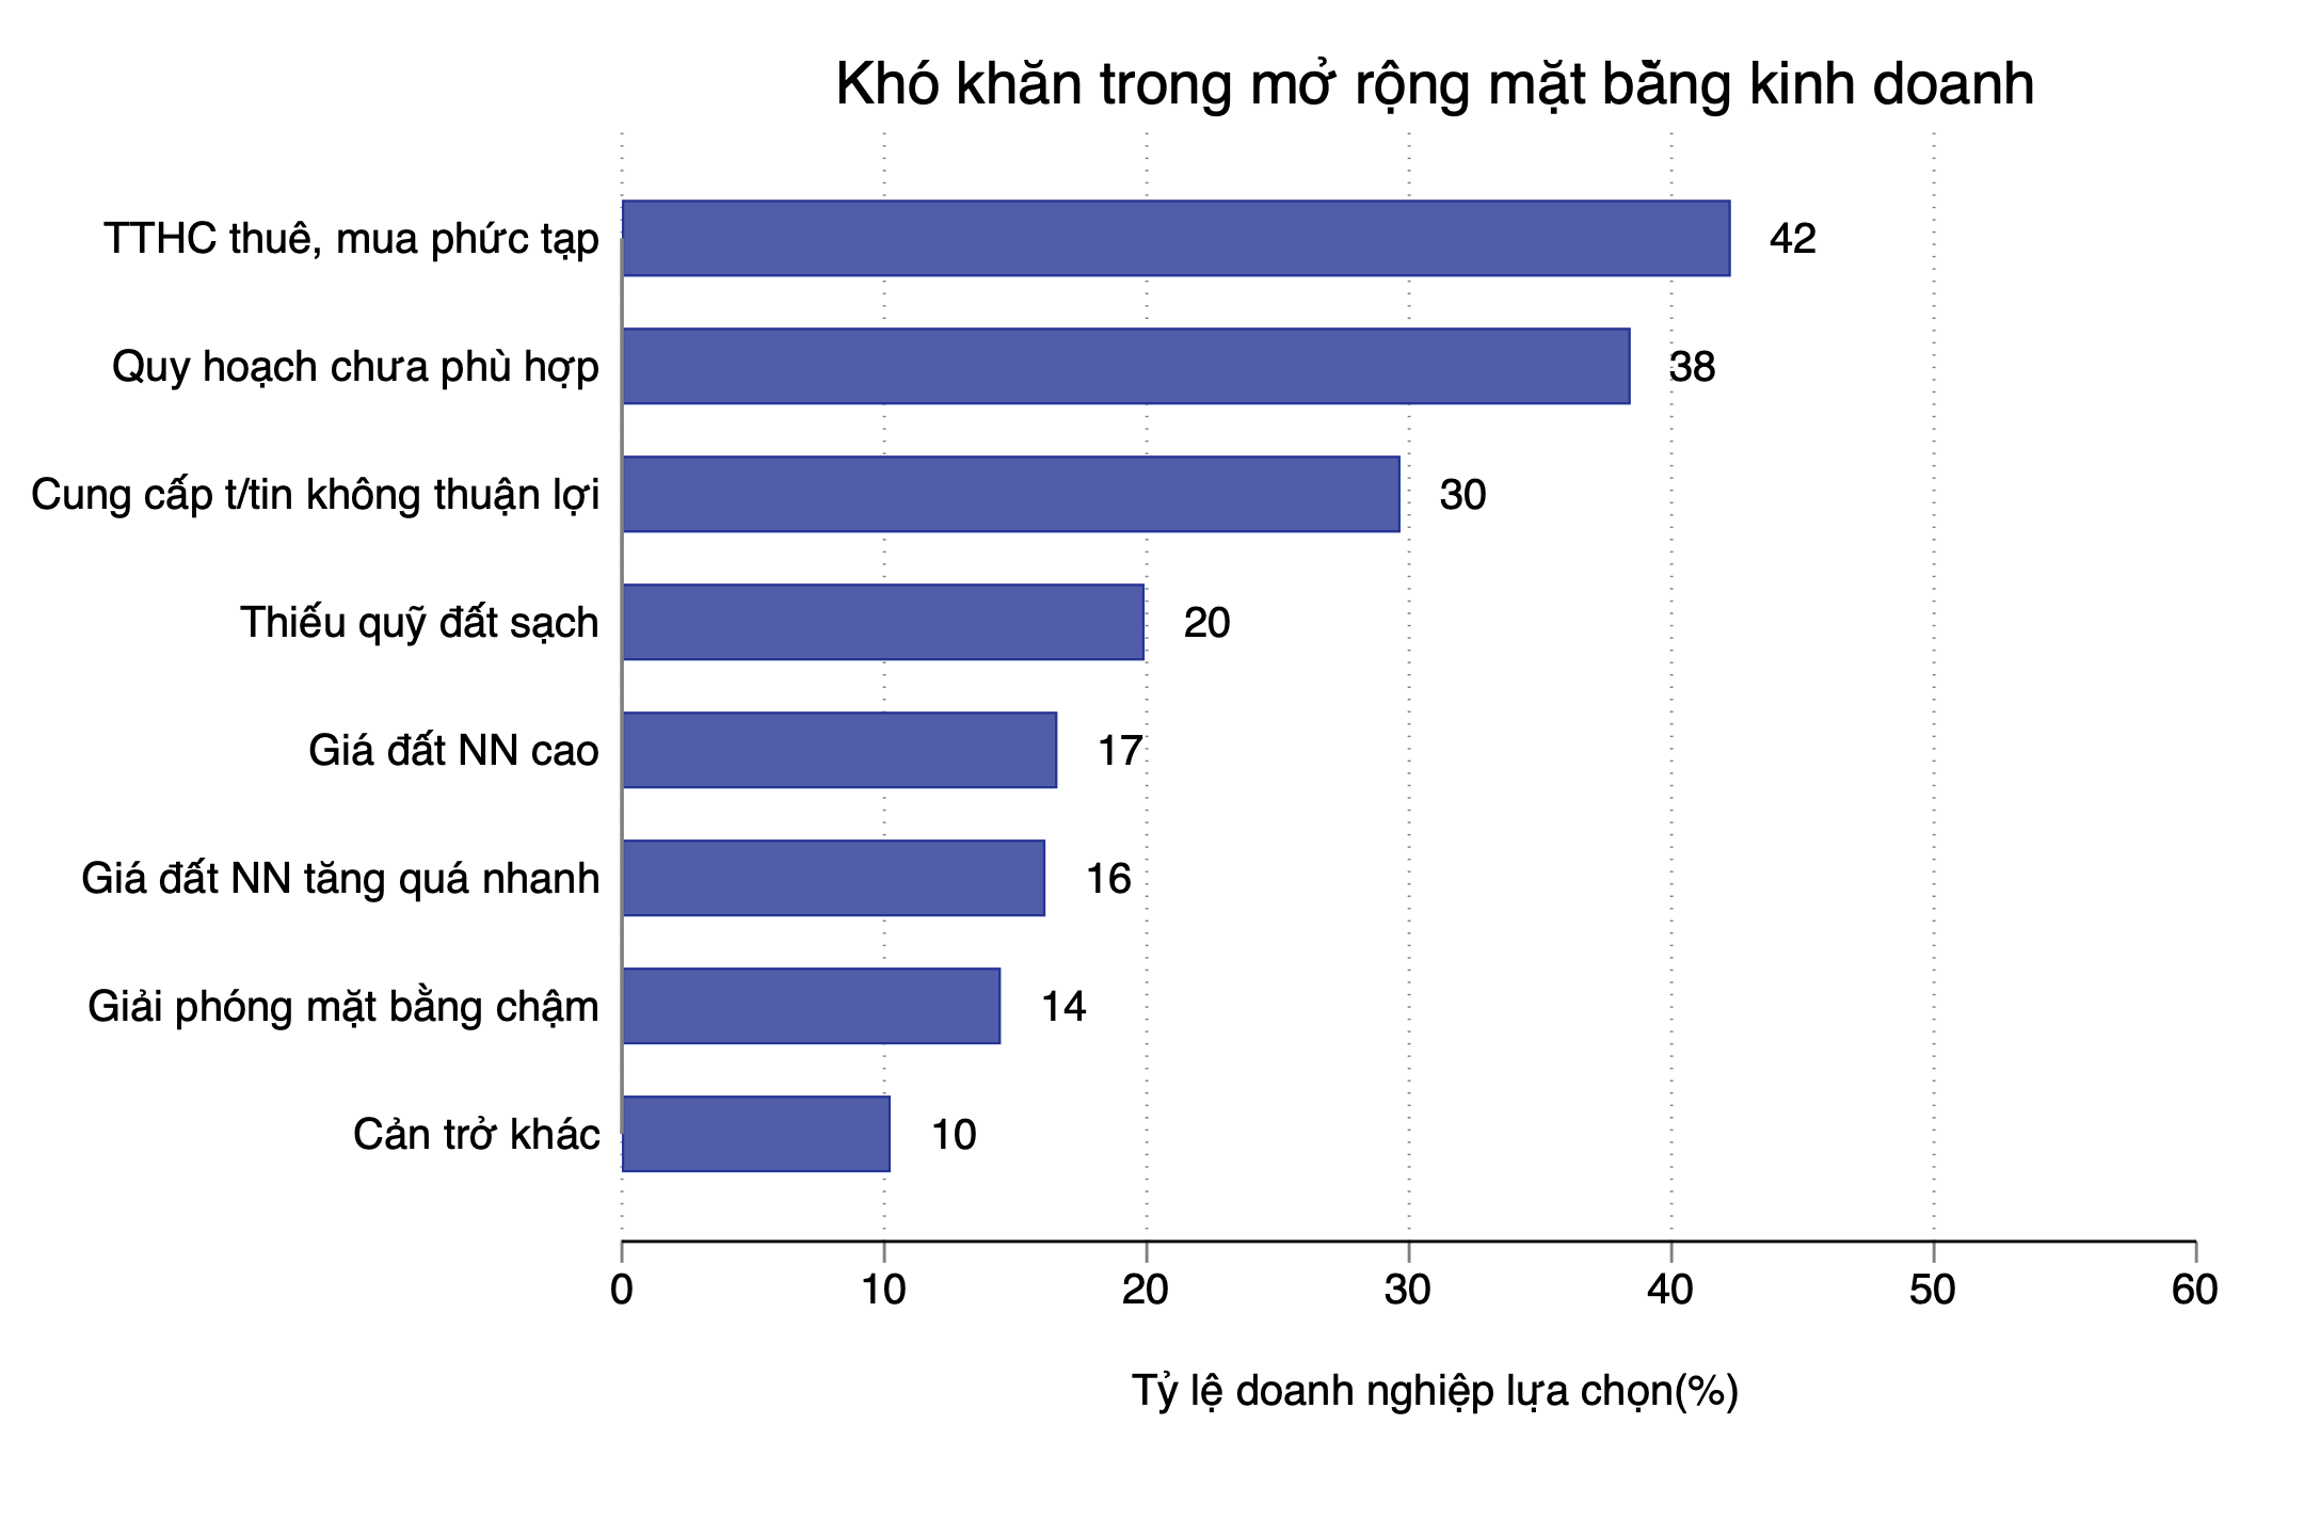 Khó khăn trong mở rộng mặt bằng kinh doanh
TTHC thuê, mua phức tạp 42
Quy hoạch chưa phù hợp 38
Cung cấp t/tin không thuận lợi 30
Thiếu quỹ đất sạch 20
Giá đất NN cao 17
Giá đất NN tăng quá nhanh 16
Giải phóng mặt bằng chậm 14
Cản trở khác 10
0 10 20 30 40 50 60
Tỷ lệ doanh nghiệp lựa chọn(%)